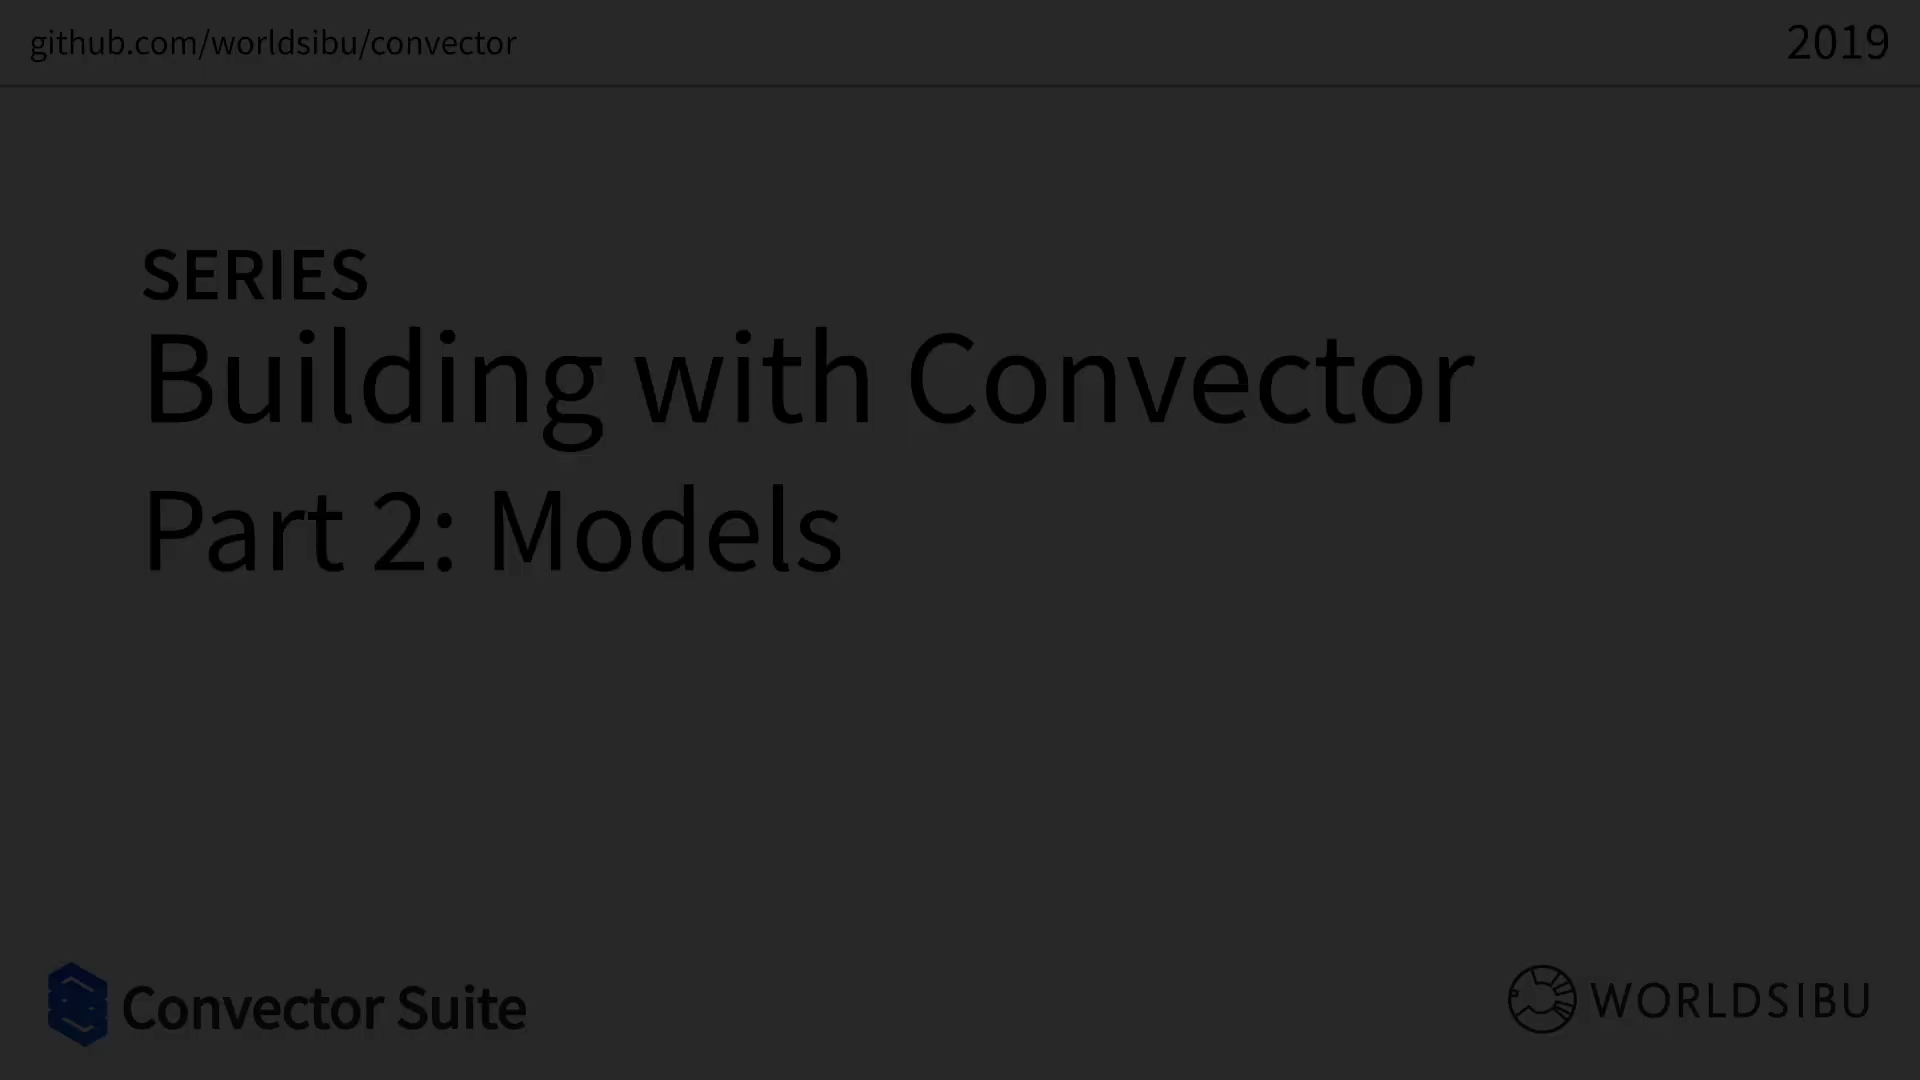 github.com/worldsibu/convector
2019
SERIES
Building with Convector
Part 2: Models
Convector Suite
WORLDSIBU